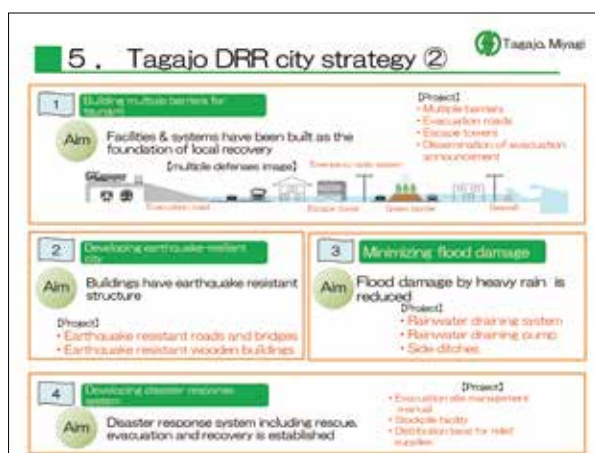 Tagajo, Miyagi
5． Tagajo DRR city strategy ②
1
Building multiple barriers for
tsunami
Aim
Facilities & systems have been built as the
foundation of local recovery
【Project】
・Multiple barriers
・Evacuation roads
・Escape towers
・Dissemination of evacuation
announcement
【multiple defenses image】
Emergency radio system
Evacuation road
Escape tower
Green barrier
Seawall
2
Developing earthquake-resilient
city
Aim
Buildings have earthquake resistant
structure
【Project】
・Earthquake resistant roads and bridges
・Earthquake resistant wooden buildings
3
Minimizing flood damage
Aim
Flood damage by heavy rain is
reduced
【Project】
・Rainwater draining system
・Rainwater draining pump
・Side ditches
4
Developing disaster response
system
Aim
Disaster response system including rescue,
evacuation and recovery is established
【Project】
・Evacuation site management
manual
・Stockpile facility
・Distribution base for relief
supplies